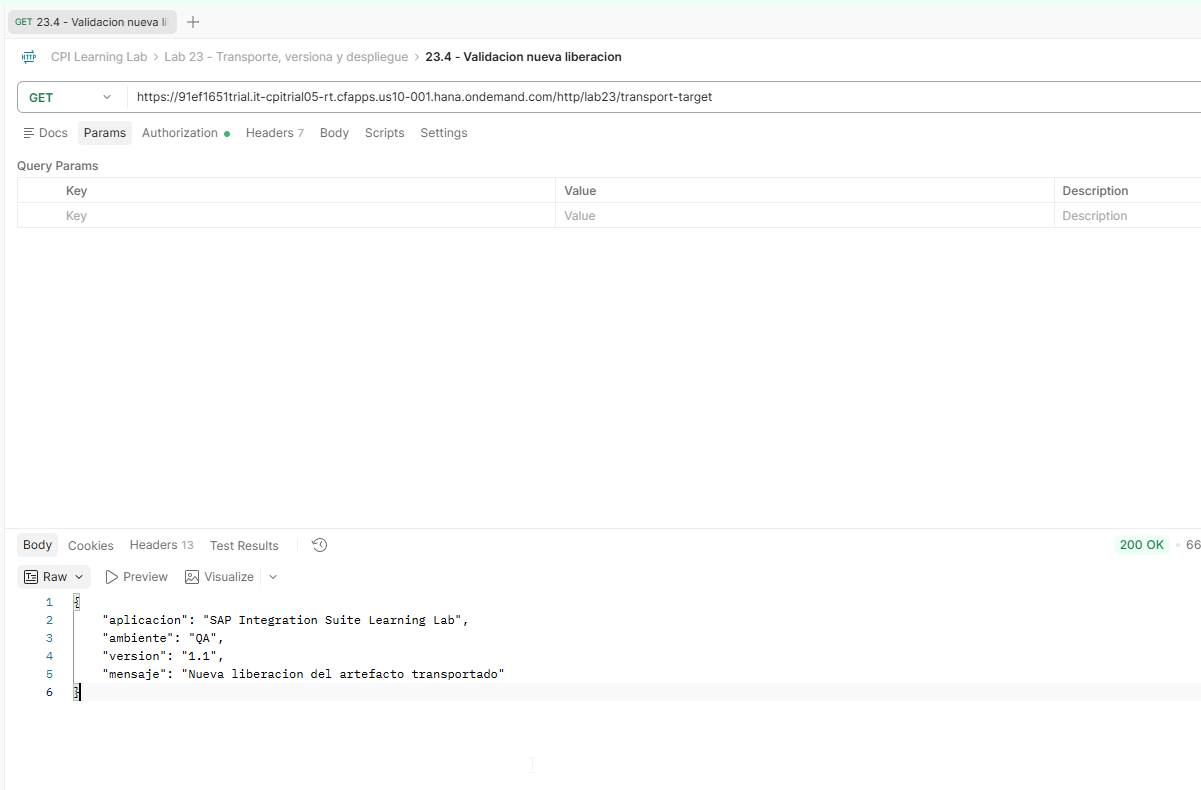 GET 23.4 - Validacion nueva li
CPI Learning Lab > Lab 23 - Transporte, versiona y despliegue > 23.4 - Validacion nueva liberacion
GET https://91ef1651trial.it-cpitrial05-rt.cfapps.us10-001.hana.ondemand.com/http/lab23/transport-target
Docs Params Authorization Headers 7 Body Scripts Settings
Query Params
Key Value Description
Key Value Description
Body Cookies Headers 13 Test Results 200 OK • 66
Raw Preview Visualize
1 {
2 "aplicacion": "SAP Integration Suite Learning Lab",
3 "ambiente": "QA",
4 "version": "1.1",
5 "mensaje": "Nueva liberacion del artefacto transportado"
6 }